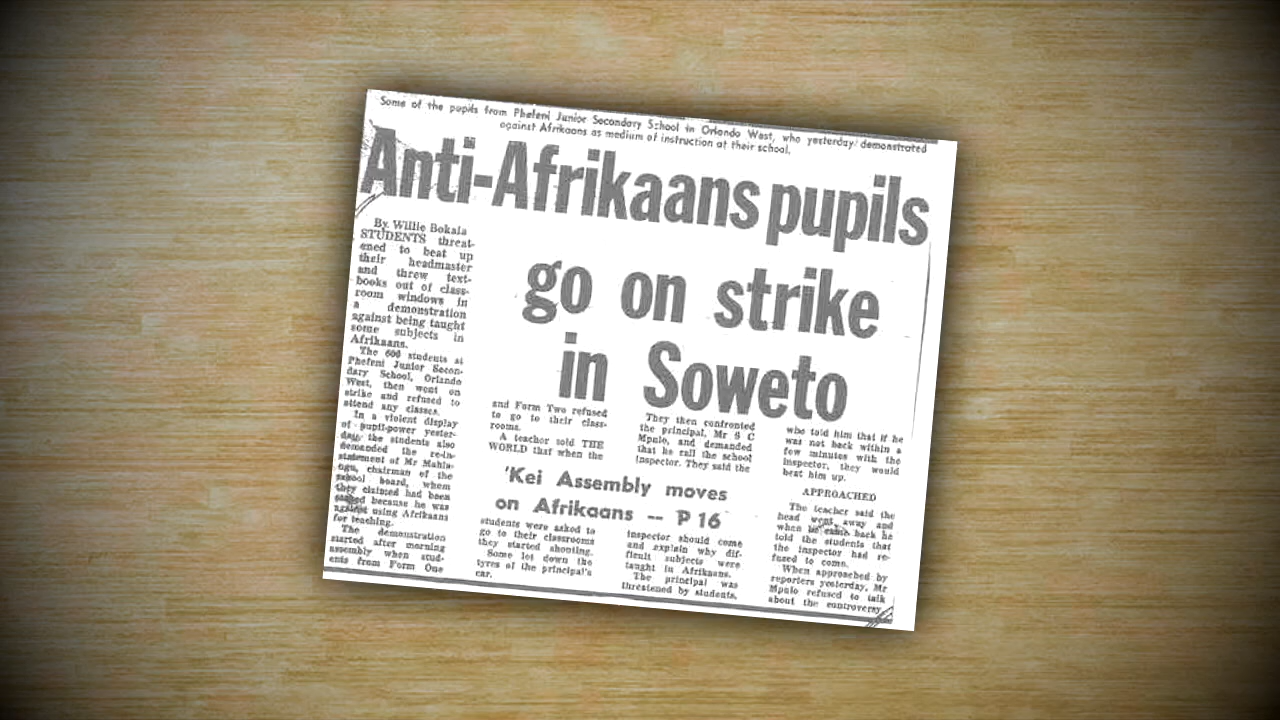 Some of the pupils from Phefeni Junior Secondary School in Orlando West, who yesterday demonstrated
against Afrikaans as medium of instruction at their school.
Anti-Afrikaans pupils
go on strike
in Soweto
By Willie Bokala
STUDENTS threat-
ened to beat up
their headmaster
and threw text-
books out of class-
room windows in
a demonstration
against being taught
some subjects in
Afrikaans.
The 600 students at
Phefeni Junior Secon-
dary School, Orlando
West, then went on
strike and refused to
attend any classes.
In a violent display
of pupil-power yester-
day the students also
demanded the re-in-
statement of Mr Mahla-
ngu, chairman of the
school board, whom
they claimed had been
sacked because he was
against using Afrikaans
for teaching.
The demonstration
started after morning
assembly when stud-
ents from Form One
and Form Two refused
to go to their class-
rooms.
A teacher told THE
WORLD that when the
'Kei Assembly moves
on Afrikaans — P 16
students were asked to
go to their classrooms
they started shouting.
Some let down the
tyres of the principal's
car.
They then confronted
the principal, Mr S C
Mpulo, and demanded
that he call the school
inspector. They said the
inspector should come
and explain why dif-
ficult subjects were
taught in Afrikaans.
The principal was
threatened by students,
who told him that if he
was not back within a
few minutes with the
inspector, they would
beat him up.
APPROACHED
The teacher said the
head went away and
when he came back he
told the students that
the inspector had re-
fused to come.
When approached by
reporters yesterday, Mr
Mpulo refused to talk
about the controversy.